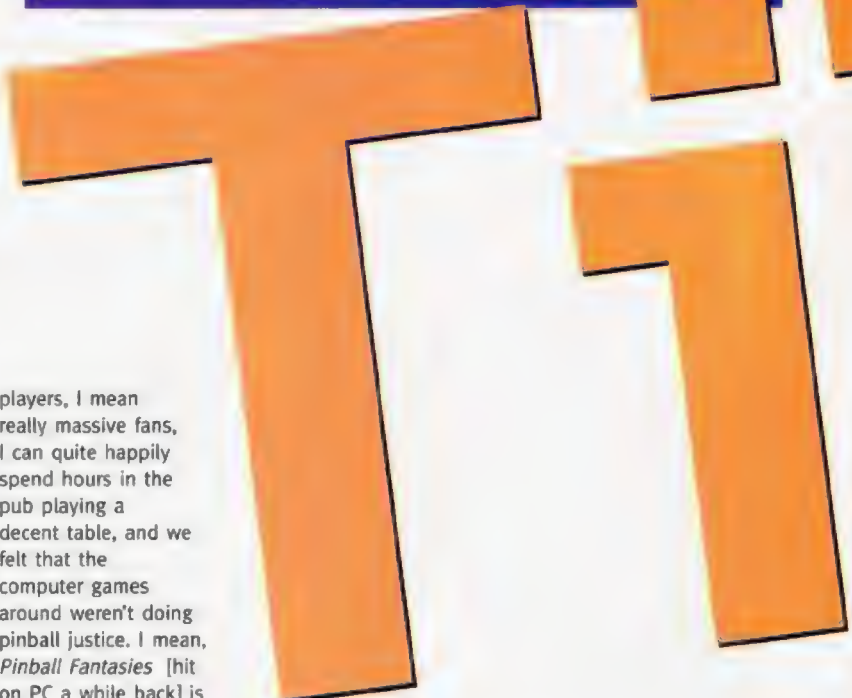 Ti
players, I mean
really massive fans,
I can quite happily
spend hours in the
pub playing a
decent table, and we
felt that the
computer games
around weren't doing
pinball justice. I mean,
Pinball Fantasies [hit
on PC a while back] is